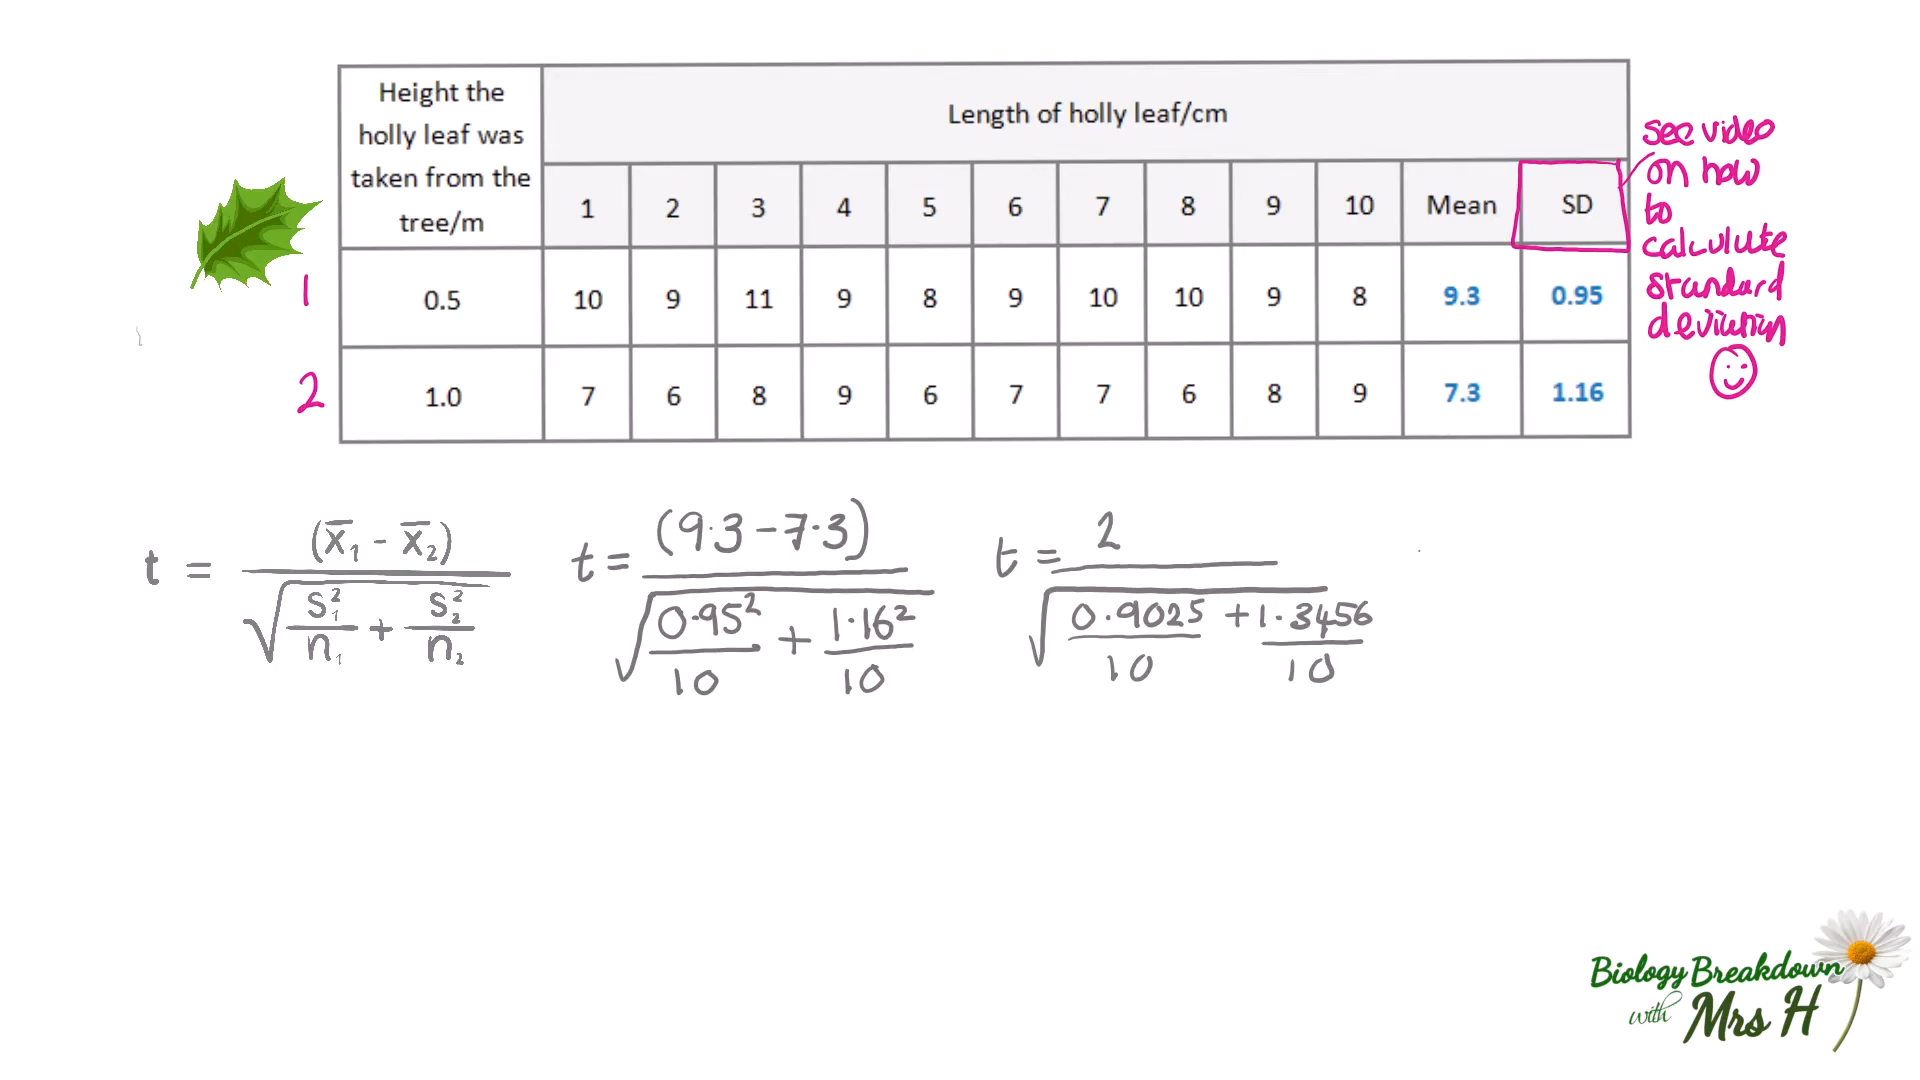 Height the
holly leaf was
taken from the
tree/m
Length of holly leaf/cm
1 2 3 4 5 6 7 8 9 10 Mean SD
see video
on how
to
calculute
standard
deviation
1 0.5 10 9 11 9 8 9 10 10 9 8 9.3 0.95
2 1.0 7 6 8 9 6 7 7 6 8 9 7.3 1.16
t = (x̄₁ - x̄₂) / √(s₁²/n₁ + s₂²/n₂)
t = (9·3 - 7·3) / √(0·95²/10 + 1·16²/10)
t = 2 / √(0.9025/10 + 1.3456/10)
Biology Breakdown
with Mrs H